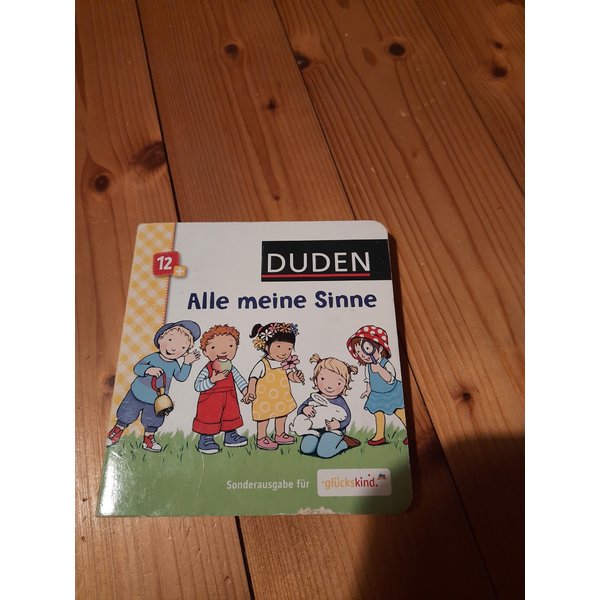 12+
DUDEN
Alle meine Sinne
Sonderausgabe für
glückskind.